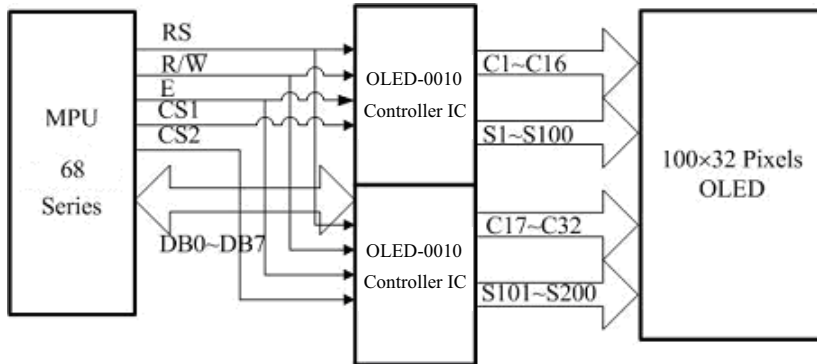 RS
R/W̅
E
CS1
CS2
MPU
68
Series
DB0~DB7
OLED-0010
Controller IC
OLED-0010
Controller IC
C1~C16
S1~S100
C17~C32
S101~S200
100×32 Pixels
OLED